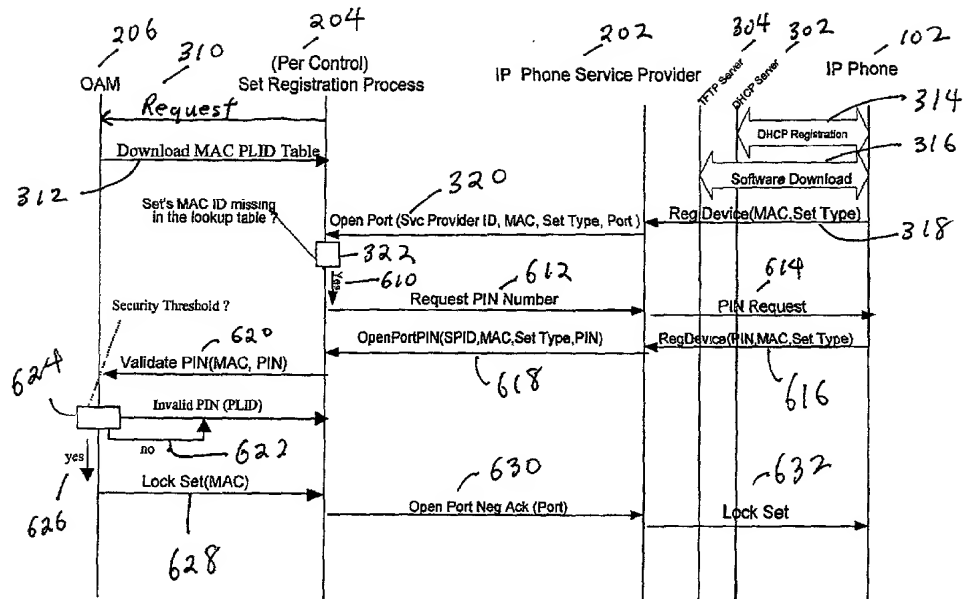 206
310
OAM
204
(Per Control)
Set Registration Process
202
IP Phone Service Provider
304
TFTP Server
302
DHCP Server
102
IP Phone
Request
314
DHCP Registration
Download MAC PLID Table
312
316
Software Download
Set's MAC ID missing
in the lookup table ?
320
Open Port (Svc Provider ID, MAC, Set Type, Port )
Reg Device(MAC,Set Type)
318
322
Yes
610
612
Request PIN Number
614
PIN Request
Security Threshold ?
620
Validate PIN(MAC, PIN)
OpenPortPIN(SPID,MAC,Set Type,PIN)
618
RegDevice(PIN,MAC,Set Type)
616
624
Invalid PIN (PLID)
no
622
yes
626
Lock Set(MAC)
628
630
Open Port Neg Ack (Port)
632
Lock Set